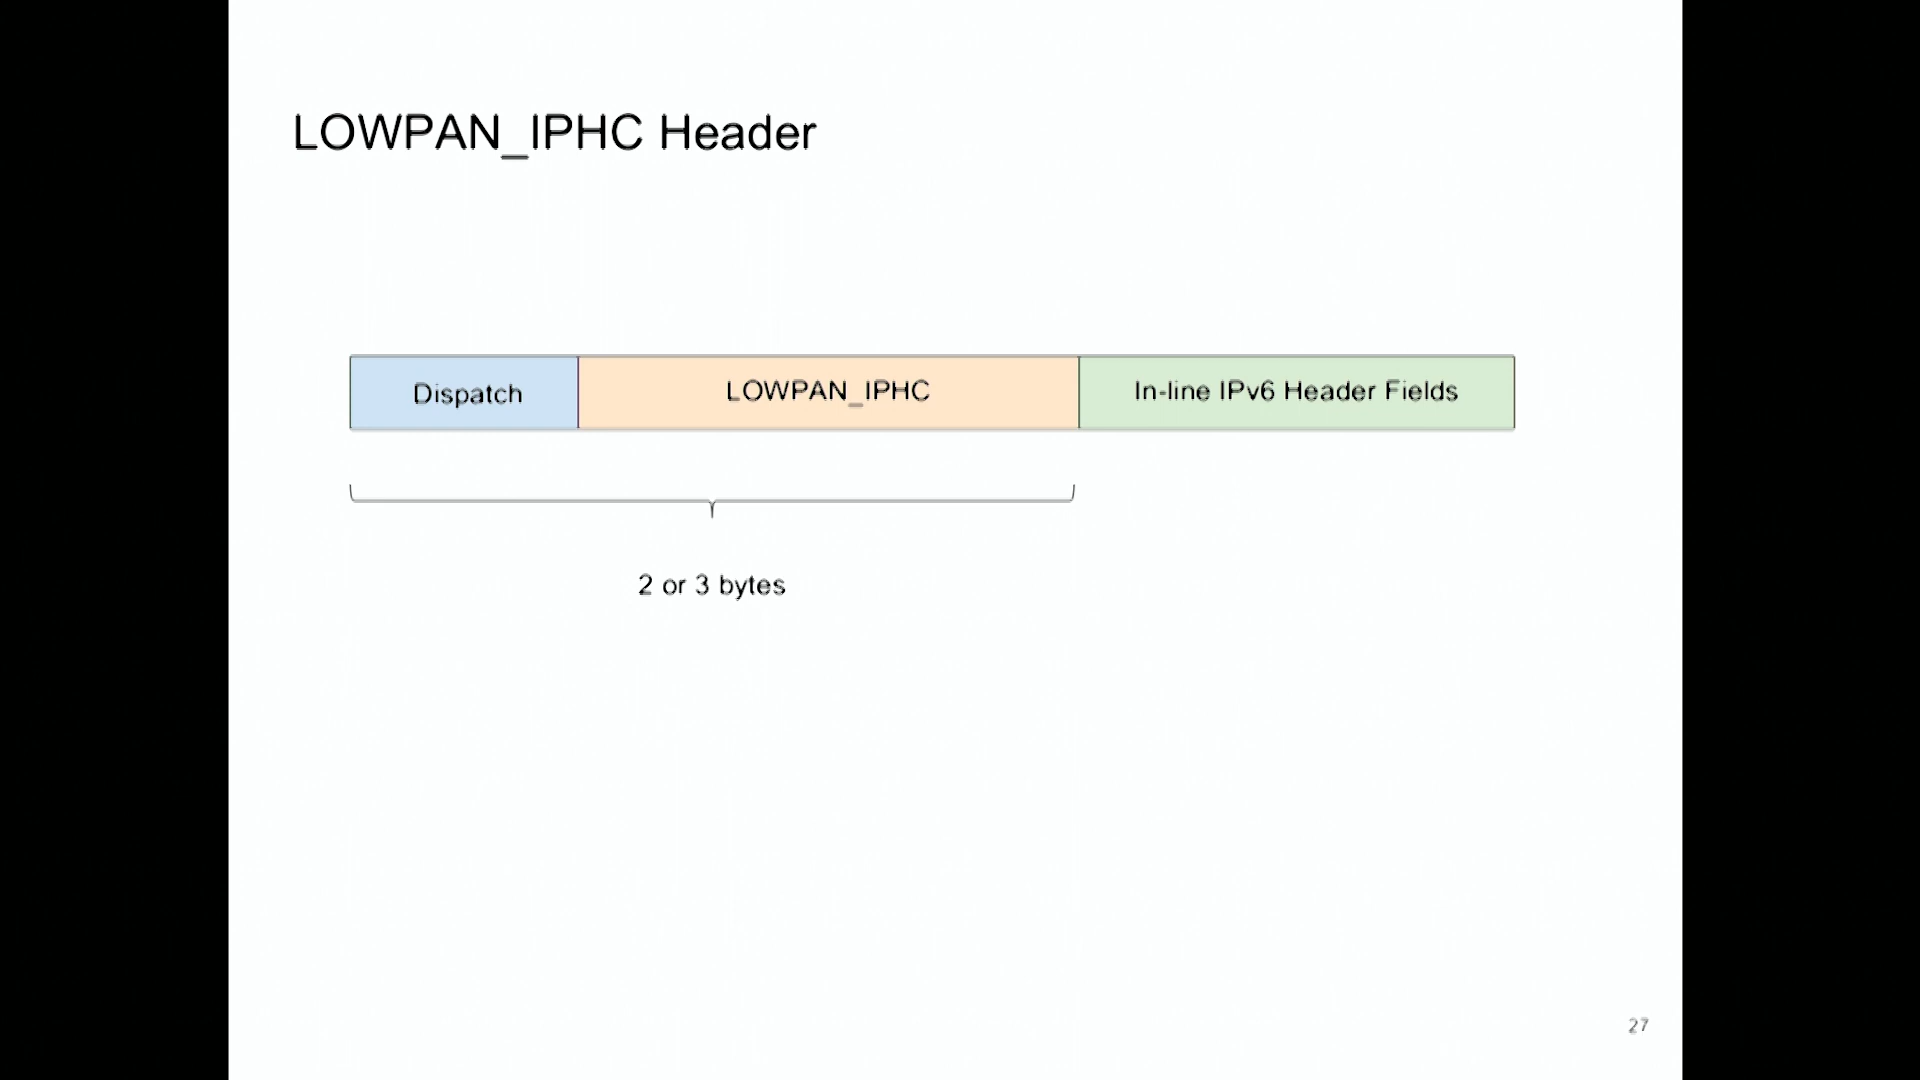 LOWPAN_IPHC Header
Dispatch
LOWPAN_IPHC
In-line IPv6 Header Fields
2 or 3 bytes
27